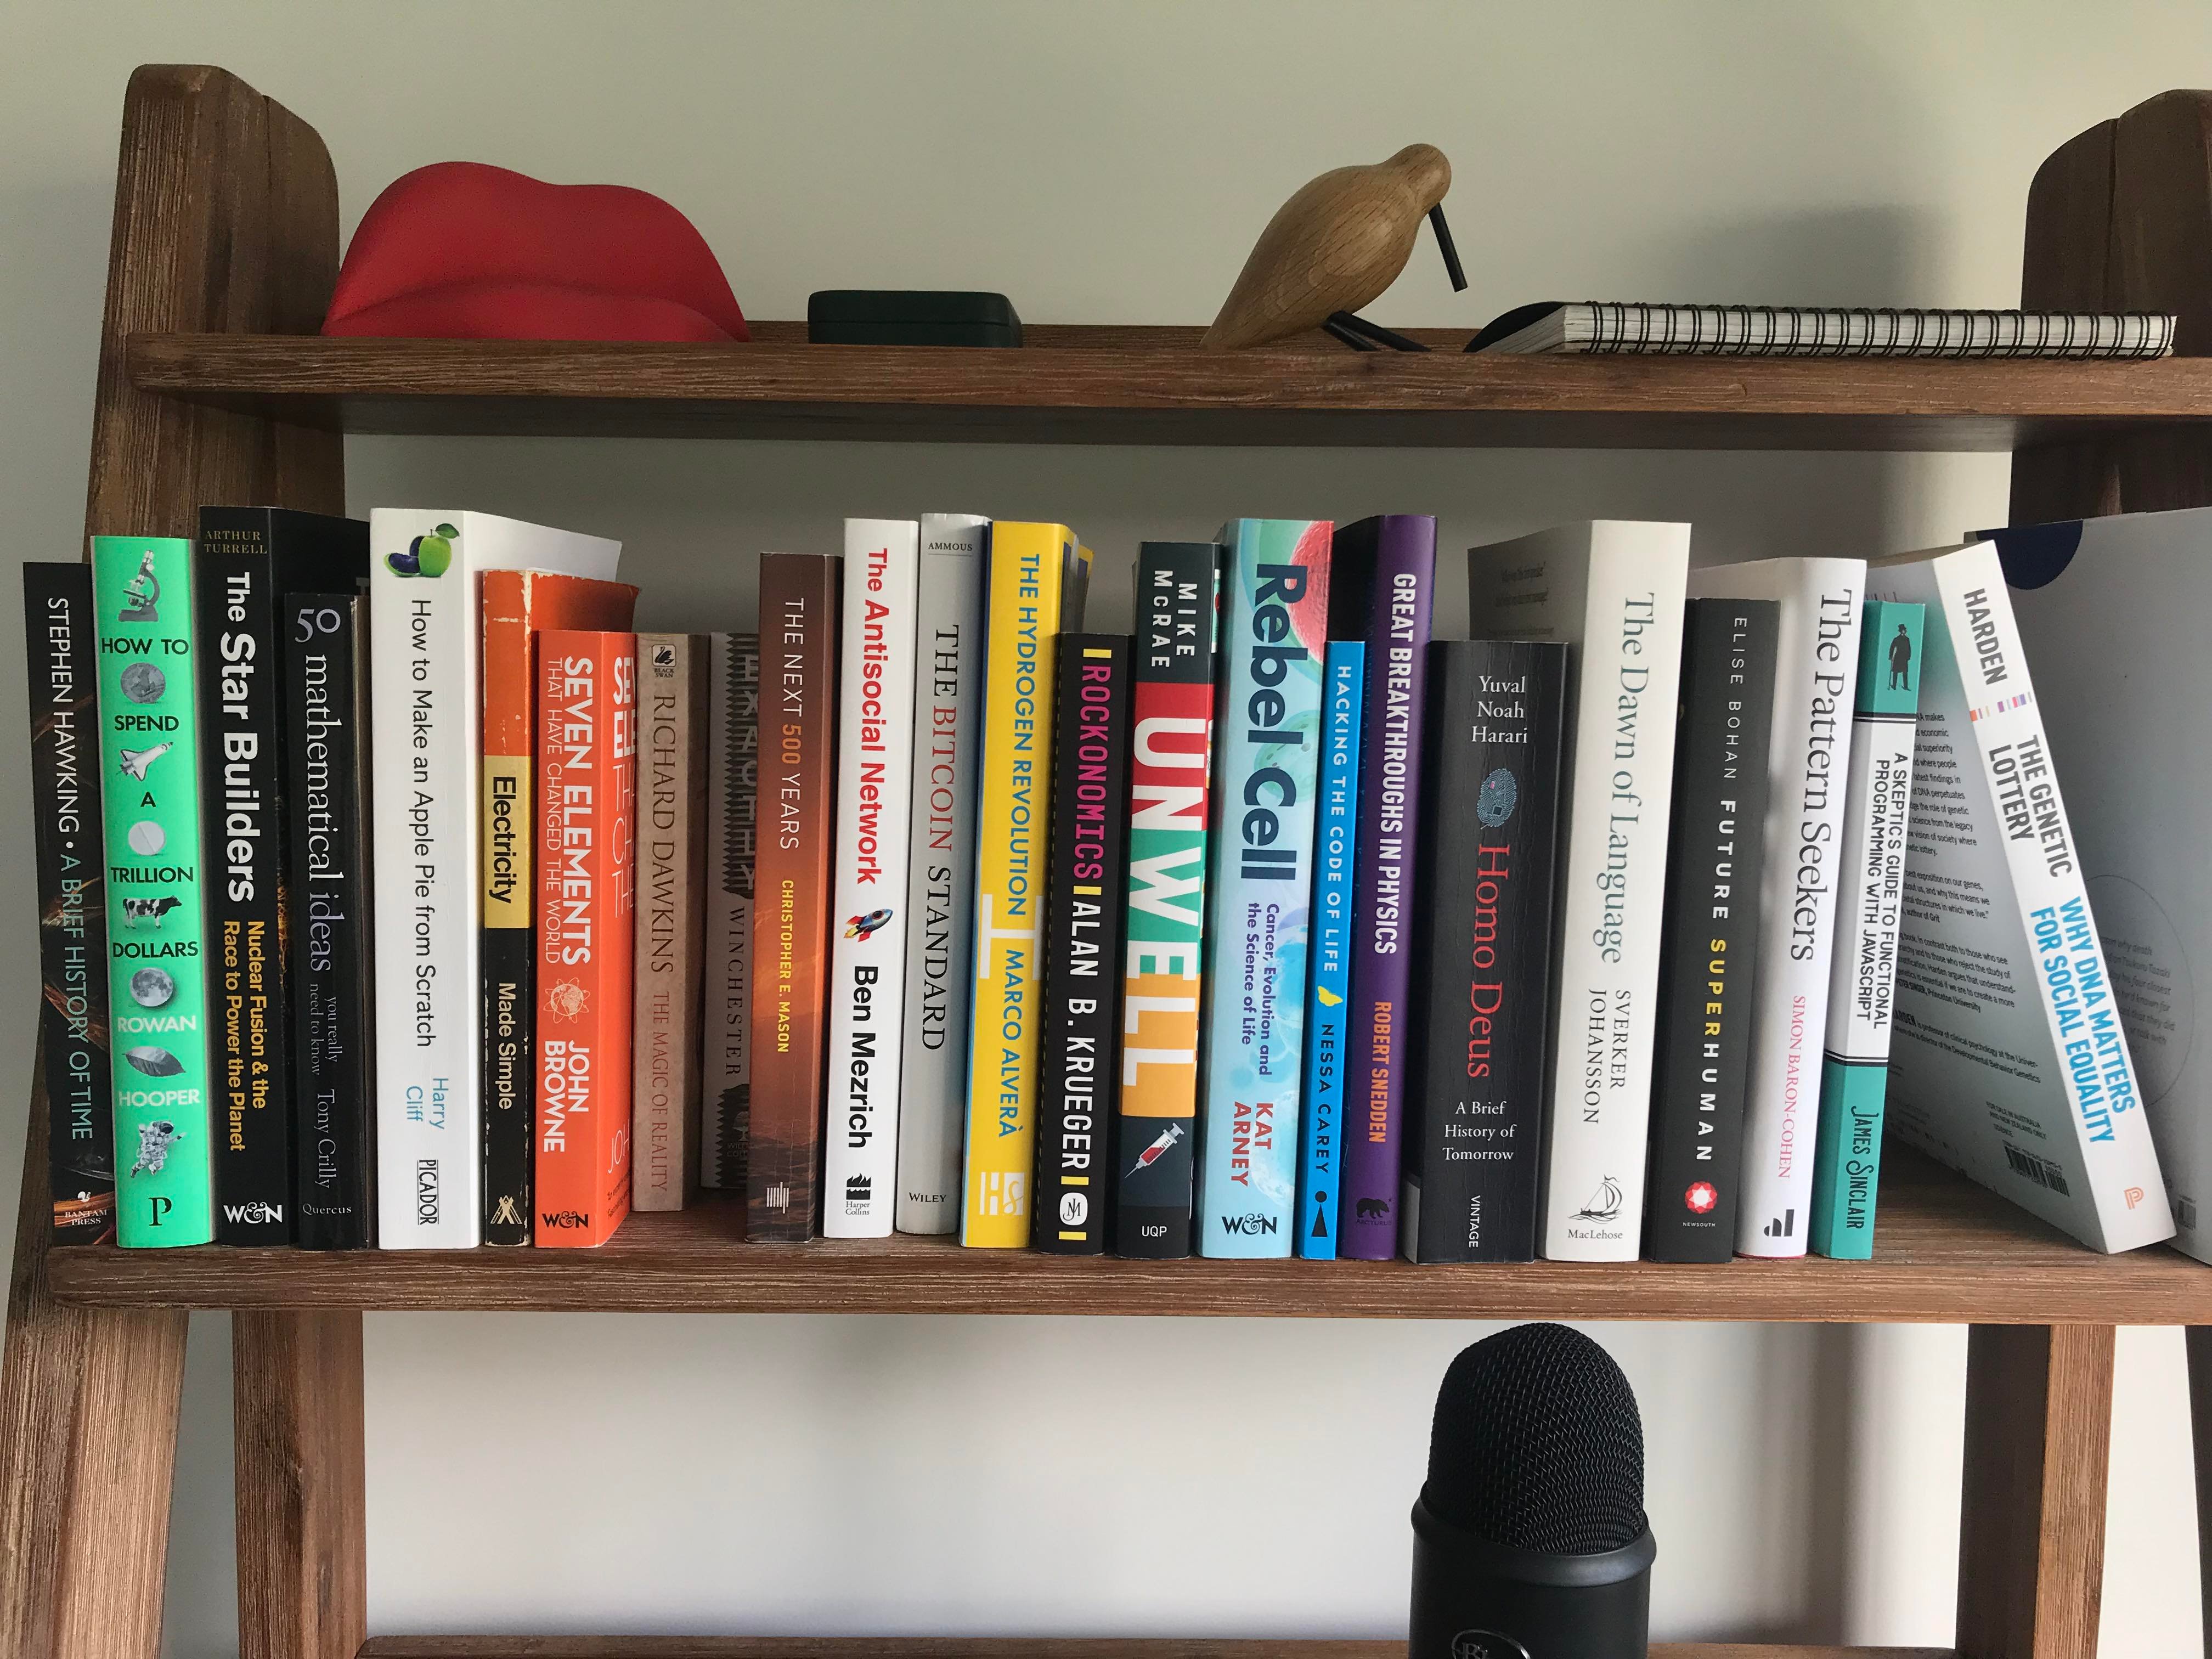 STEPHEN HAWKING • A BRIEF HISTORY OF TIME
BANTAM
PRESS
HOW TO
SPEND
A
TRILLION
DOLLARS
ROWAN
HOOPER
P
ARTHUR
TURRELL
The Star Builders
Nuclear Fusion & the
Race to Power the Planet
W&N
50 mathematical ideas
you really
need to know
Tony Crilly
Quercus
How to Make an Apple Pie from Scratch
Harry
Cliff
PICADOR
Electricity
Made Simple
SEVEN ELEMENTS
THAT HAVE CHANGED THE WORLD
JOHN
BROWNE
W&N
BLACK
SWAN
RICHARD DAWKINS THE MAGIC OF REALITY
EXACTLY
WINCHESTER
THE NEXT 500 YEARS
CHRISTOPHER E. MASON
The Antisocial Network
Ben Mezrich
Harper
Collins
AMMOUS
THE BITCOIN STANDARD
WILEY
THE HYDROGEN REVOLUTION
MARCO ALVERÀ
ROCKONOMICS
ALAN B. KRUEGER
MIKE
McRAE
UNWELL
UQP
Rebel Cell
Cancer, Evolution and
the Science of Life
KAT
ARNEY
W&N
HACKING THE CODE OF LIFE
NESSA CAREY
GREAT BREAKTHROUGHS IN PHYSICS
ROBERT SNEDDEN
ARCTURUS
Yuval
Noah
Harari
Homo Deus
A Brief
History of
Tomorrow
VINTAGE
The Dawn of Language
SVERKER
JOHANSSON
MacLehose
ELISE BOHAN
FUTURE SUPERHUMAN
NEWSOUTH
The Pattern Seekers
SIMON BARON-COHEN
A SKEPTIC'S GUIDE TO FUNCTIONAL
PROGRAMMING WITH JAVASCRIPT
JAMES SINCLAIR
HARDEN
THE GENETIC
LOTTERY
WHY DNA MATTERS
FOR SOCIAL EQUALITY